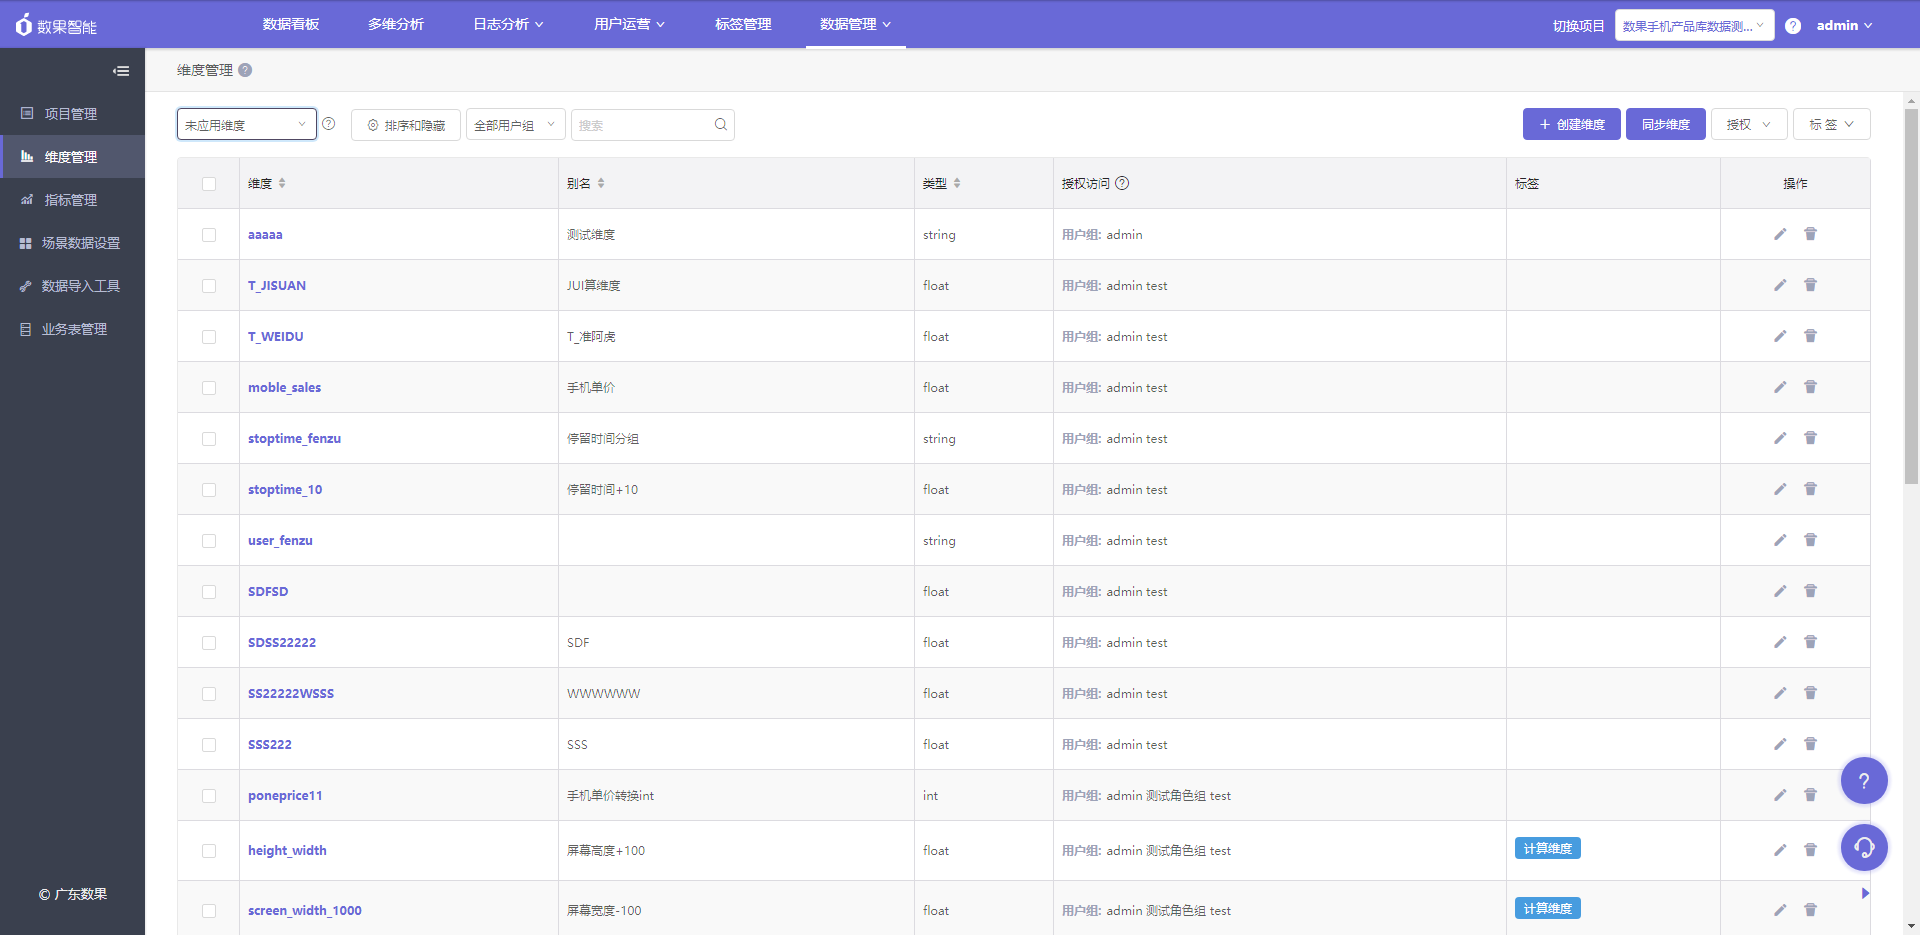 数果智能 数据看板 多维分析 日志分析 用户运营 标签管理 数据管理 切换项目 数果手机产品库数据测... ? admin
维度管理 ?
项目管理
维度管理
指标管理
场景数据设置
数据导入工具
业务表管理
© 广东数果
未应用维度 ? 排序和隐藏 全部用户组 搜索 + 创建维度 同步维度 授权 标签
维度 别名 类型 授权访问 ? 标签 操作
aaaaa 测试维度 string 用户组: admin
T_JISUAN JUI算维度 float 用户组: admin test
T_WEIDU T_准阿虎 float 用户组: admin test
moble_sales 手机单价 float 用户组: admin test
stoptime_fenzu 停留时间分组 string 用户组: admin test
stoptime_10 停留时间+10 float 用户组: admin test
user_fenzu string 用户组: admin test
SDFSD float 用户组: admin test
SDSS22222 SDF float 用户组: admin test
SS22222WSSS WWWWWW float 用户组: admin test
SSS222 SSS float 用户组: admin test
poneprice11 手机单价转换int int 用户组: admin 测试角色组 test
height_width 屏幕高度+100 float 用户组: admin 测试角色组 test 计算维度
screen_width_1000 屏幕宽度-100 float 用户组: admin 测试角色组 test 计算维度
?